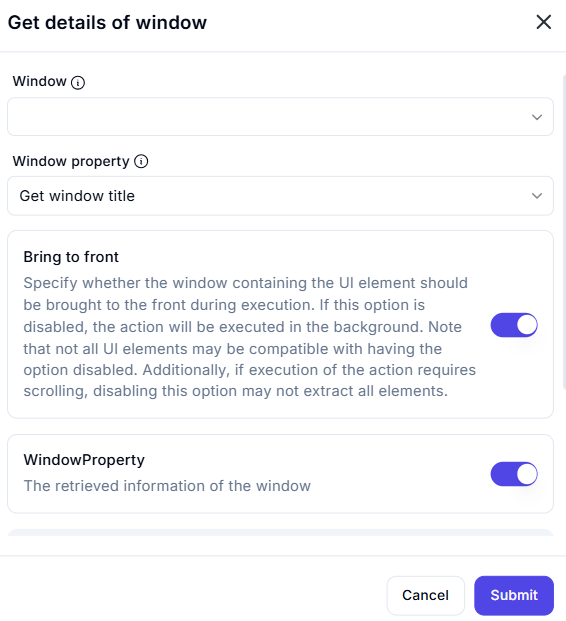 Get details of window
Window
Window property
Get window title
Bring to front
Specify whether the window containing the UI element should
be brought to the front during execution. If this option is
disabled, the action will be executed in the background. Note
that not all UI elements may be compatible with having the
option disabled. Additionally, if execution of the action requires
scrolling, disabling this option may not extract all elements.
WindowProperty
The retrieved information of the window
Cancel
Submit